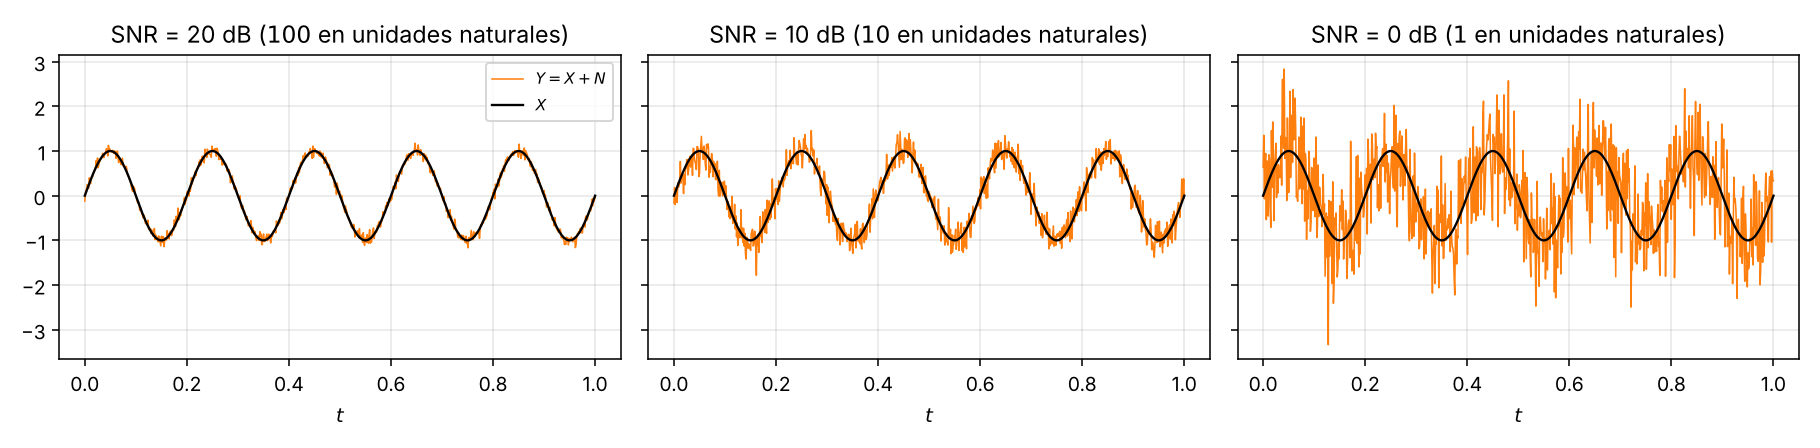 SNR = 20 dB (100 en unidades naturales)
SNR = 10 dB (10 en unidades naturales)
SNR = 0 dB (1 en unidades naturales)
Y = X + N
X
3
2
1
0
−1
−2
−3
0.0 0.2 0.4 0.6 0.8 1.0
0.0 0.2 0.4 0.6 0.8 1.0
0.0 0.2 0.4 0.6 0.8 1.0
t
t
t